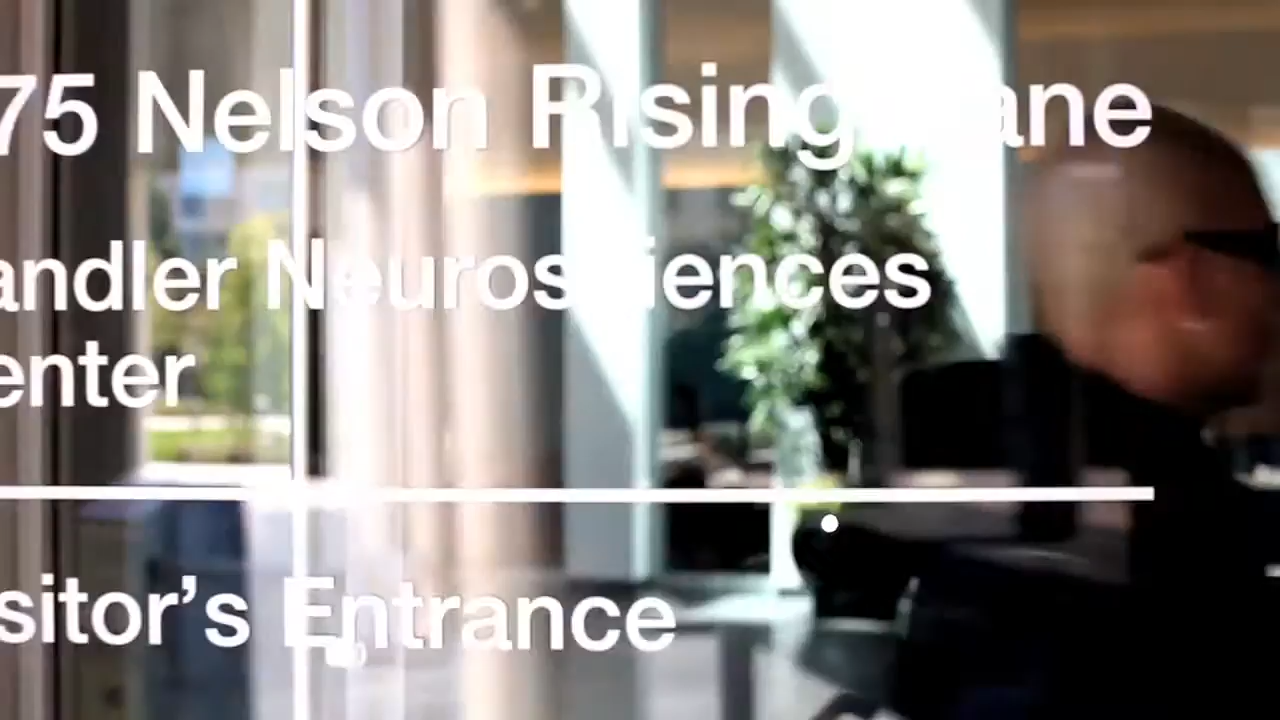 75 Nelson Rising Lane
andler Neurosciences
enter
sitor's Entrance